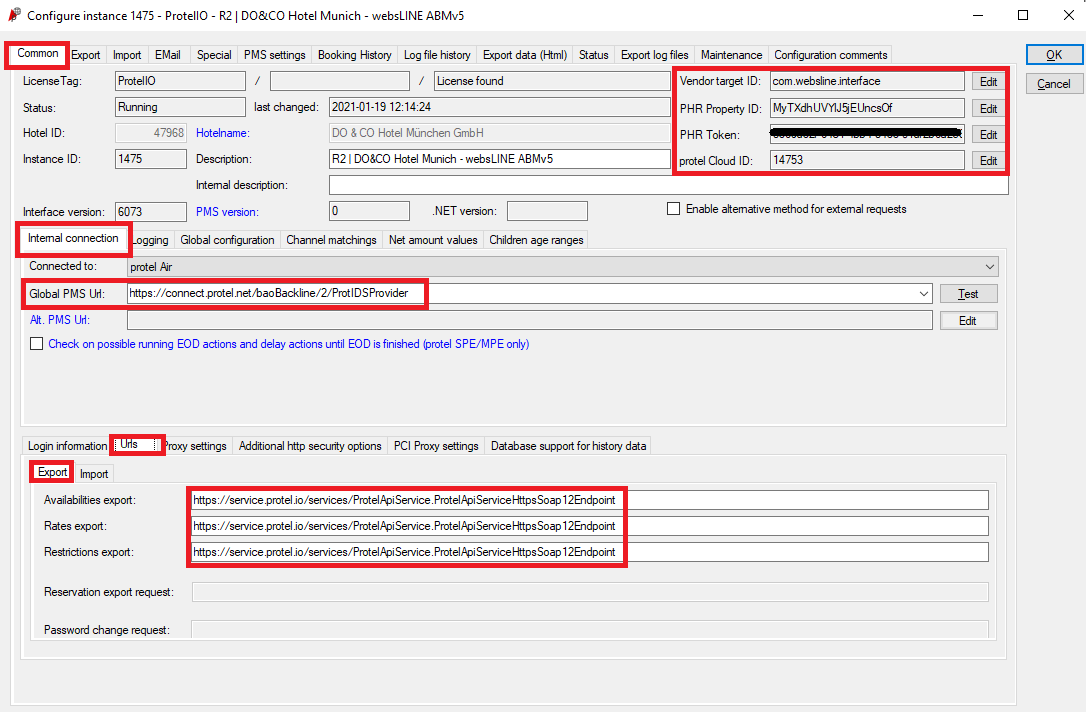 Configure instance 1475 - ProtelIO - R2 | DO&CO Hotel Munich - websLINE ABMv5
Common Export Import EMail Special PMS settings Booking History Log file history Export data (Html) Status Export log files Maintenance Configuration comments
OK
Cancel
LicenseTag: ProtelIO / / License found
Vendor target ID: com.websline.interface Edit
Status: Running last changed: 2021-01-19 12:14:24
PHR Property ID: MyTXdhUVYlJ5jEUncsOf Edit
Hotel ID: 47968 Hotelname: DO & CO Hotel München GmbH
PHR Token: Edit
Instance ID: 1475 Description: R2 | DO&CO Hotel Munich - websLINE ABMv5
protel Cloud ID: 14753 Edit
Internal description:
Interface version: 6073 PMS version: 0 .NET version:
Enable alternative method for external requests
Internal connection Logging Global configuration Channel matchings Net amount values Children age ranges
Connected to: protel Air
Global PMS Url: https://connect.protel.net/baoBackline/2/ProtIDSProvider Test
Alt. PMS Url: Edit
Check on possible running EOD actions and delay actions until EOD is finished (protel SPE/MPE only)
Login information Urls Proxy settings Additional http security options PCI Proxy settings Database support for history data
Export Import
Availabilities export: https://service.protel.io/services/ProtelApiService.ProtelApiServiceHttpsSoap12Endpoint
Rates export: https://service.protel.io/services/ProtelApiService.ProtelApiServiceHttpsSoap12Endpoint
Restrictions export: https://service.protel.io/services/ProtelApiService.ProtelApiServiceHttpsSoap12Endpoint
Reservation export request:
Password change request: